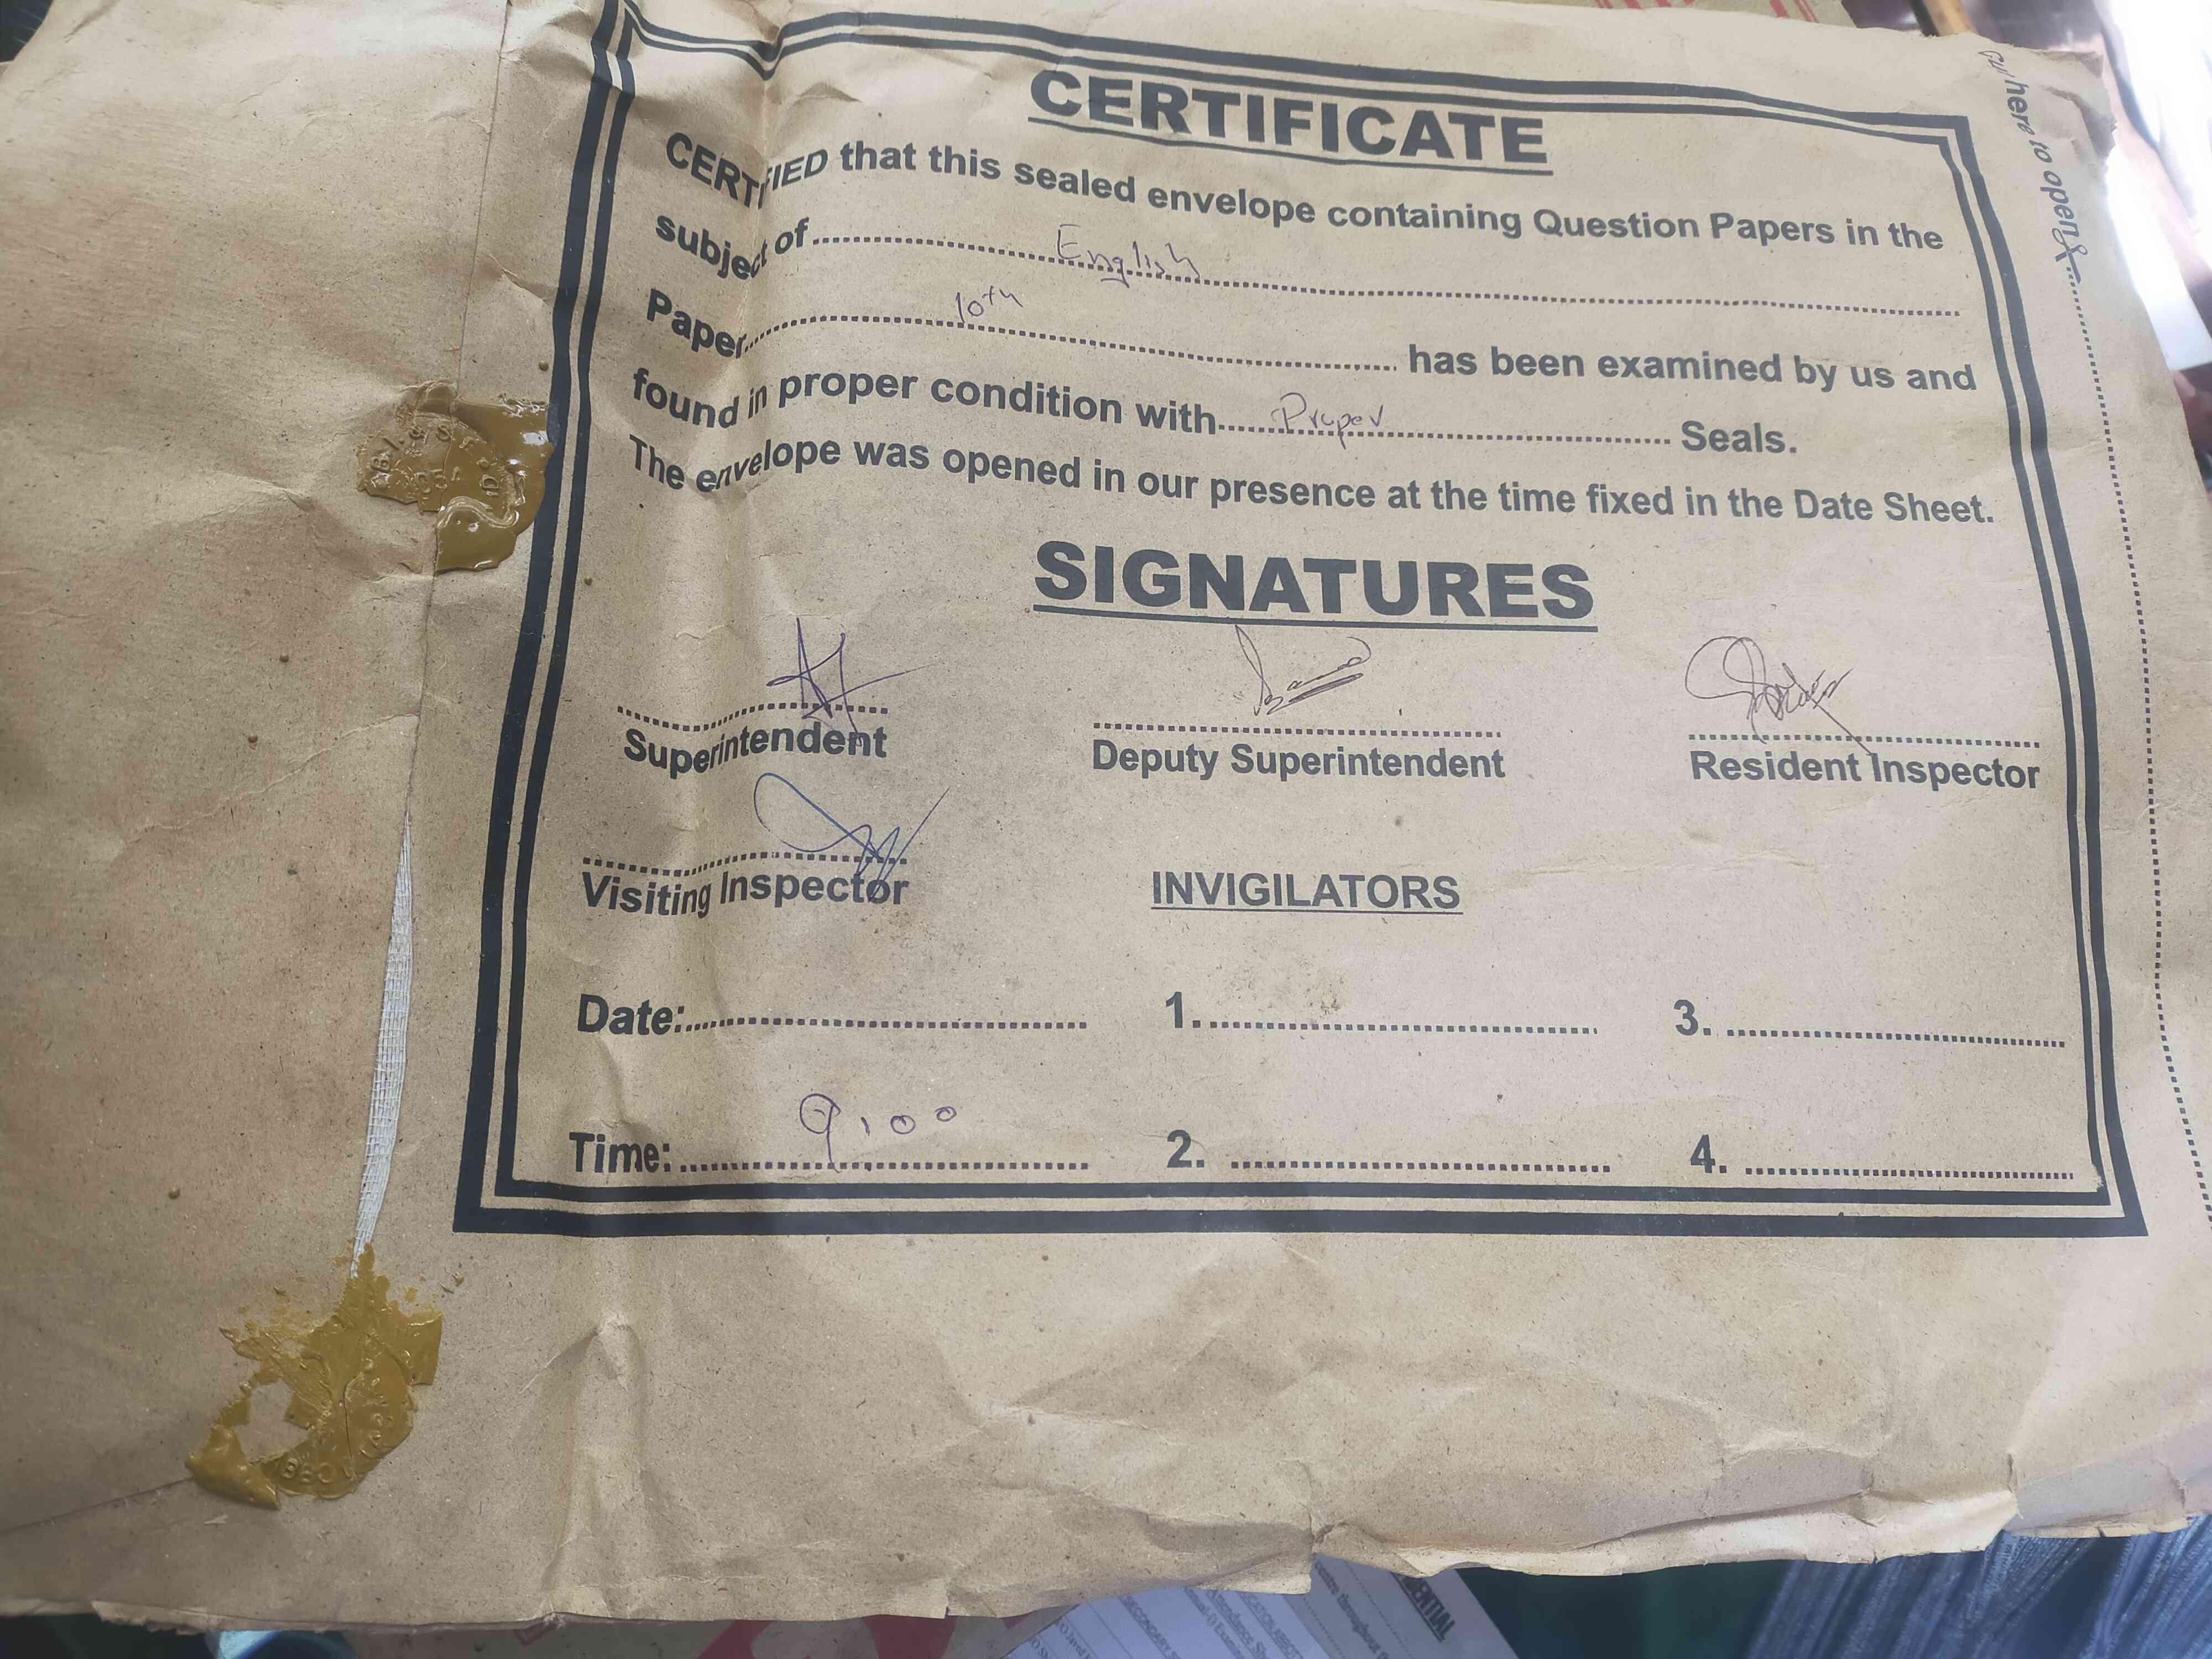 cut here to open
CERTIFICATE
CERTIFIED that this sealed envelope containing Question Papers in the
subject of.....English.....
Paper.....10th..... has been examined by us and
found in proper condition with.....Proper..... Seals.
The envelope was opened in our presence at the time fixed in the Date Sheet.
SIGNATURES
Superintendent Deputy Superintendent Resident Inspector
Visiting Inspector INVIGILATORS
Date:..... 1...... 3......
Time:.....9:00..... 2...... 4......